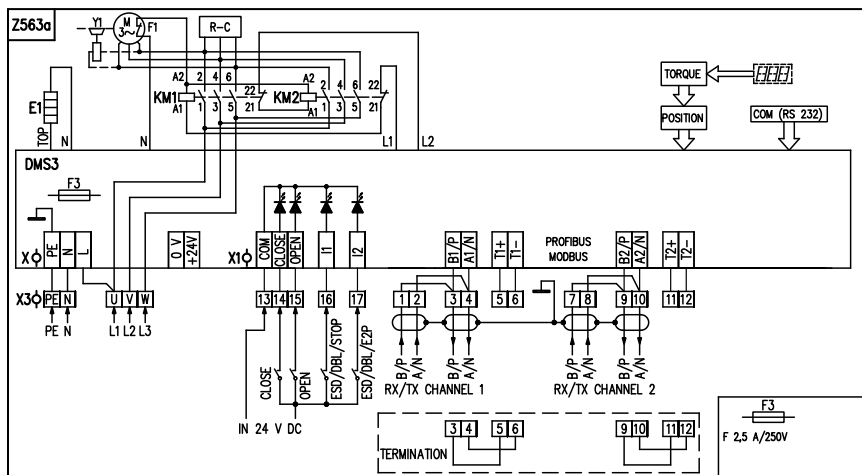 Z563a
Y1
M
3~
F1
R-C
A2 2 4 6
KM1
22
A1 1 3 5 21
A2 2 4 6 22
KM2
A1 1 3 5 21
E1
TOP
N
N
L1
L2
TORQUE
POSITION
COM (RS 232)
DMS3
F3
X
PE
N
L
0 V
+24V
X1
COM
CLOSE
OPEN
I1
I2
B1/P
A1/N
T1+
T1-
PROFIBUS
MODBUS
B2/P
A2/N
T2+
T2-
X3
PE N U V W
13 14 15 16 17
1 2 3 4 5 6
7 8 9 10 11 12
PE N L1 L2 L3
CLOSE
OPEN
ESD/DBL/STOP
ESD/DBL/E2P
IN 24 V DC
B/P
A/N
B/P
A/N
RX/TX CHANNEL 1
B/P
A/N
B/P
A/N
RX/TX CHANNEL 2
TERMINATION
3 4 5 6
9 10 11 12
F3
F 2,5 A/250V